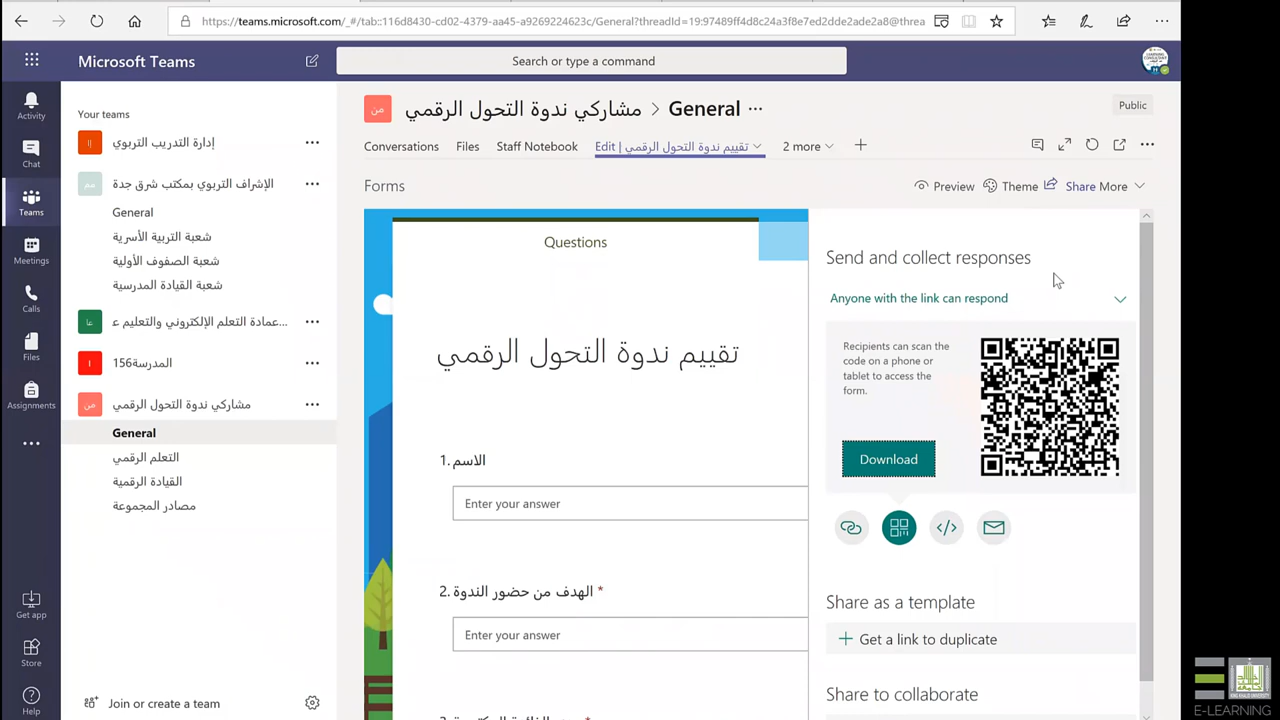 https://teams.microsoft.com/_#/tab::116d8430-cd02-4379-aa45-a9269224623c/General?threadId=19:97489ff4d8c24a3f8e7ed2dde2ade2a8@threa
Microsoft Teams
Search or type a command
Activity
Chat
Teams
Meetings
Calls
Files
Assignments
Get app
Store
Help
Your teams
إدارة التدريب التربوي
الإشراف التربوي بمكتب شرق جدة
General
شعبة التربية الأسرية
شعبة الصفوف الأولية
شعبة القيادة المدرسية
عمادة التعلم الإلكتروني والتعليم ع...
المدرسة156
مشاركي ندوة التحول الرقمي
General
التعلم الرقمي
القيادة الرقمية
مصادر المجموعة
Join or create a team
من مشاركي ندوة التحول الرقمي > General ...
Public
Conversations Files Staff Notebook Edit | تقييم ندوة التحول الرقمي 2 more
Forms
Preview Theme Share More
Questions
تقييم ندوة التحول الرقمي
1. الاسم
Enter your answer
2. الهدف من حضور الندوة *
Enter your answer
Send and collect responses
Anyone with the link can respond
Recipients can scan the
code on a phone or
tablet to access the
form.
Download
Share as a template
Get a link to duplicate
Share to collaborate
E-LEARNING